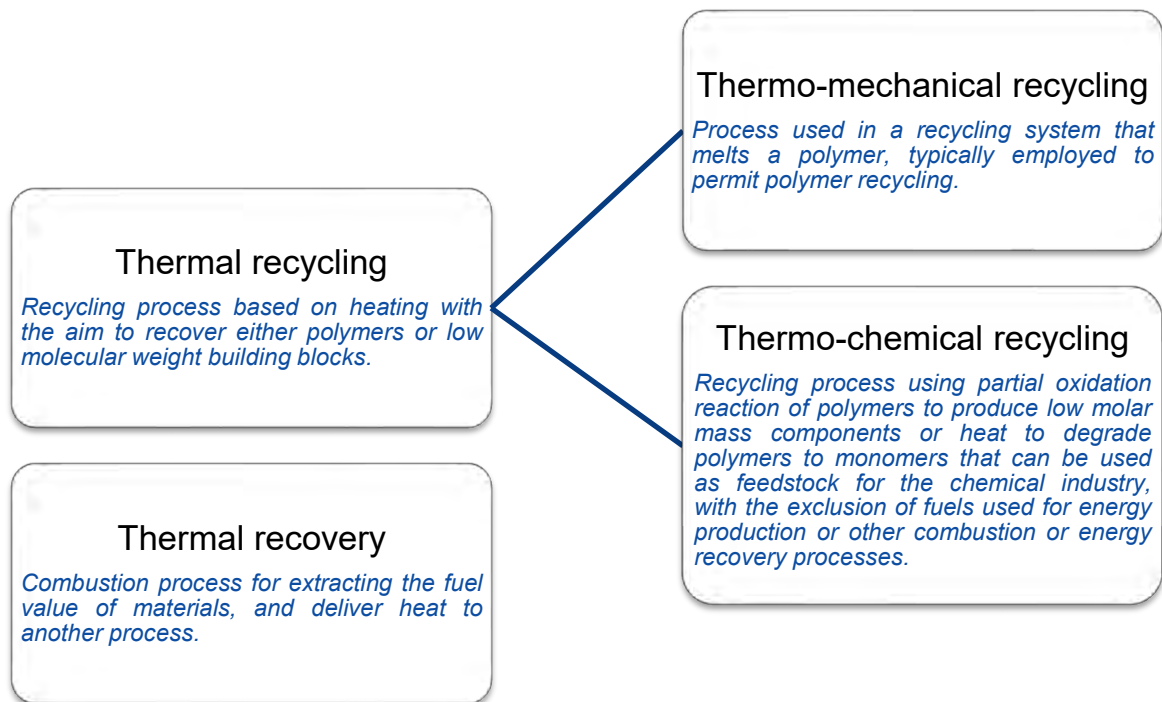 Thermal recycling
Recycling process based on heating with
the aim to recover either polymers or low
molecular weight building blocks.
Thermal recovery
Combustion process for extracting the fuel
value of materials, and deliver heat to
another process.
Thermo-mechanical recycling
Process used in a recycling system that
melts a polymer, typically employed to
permit polymer recycling.
Thermo-chemical recycling
Recycling process using partial oxidation
reaction of polymers to produce low molar
mass components or heat to degrade
polymers to monomers that can be used
as feedstock for the chemical industry,
with the exclusion of fuels used for energy
production or other combustion or energy
recovery processes.